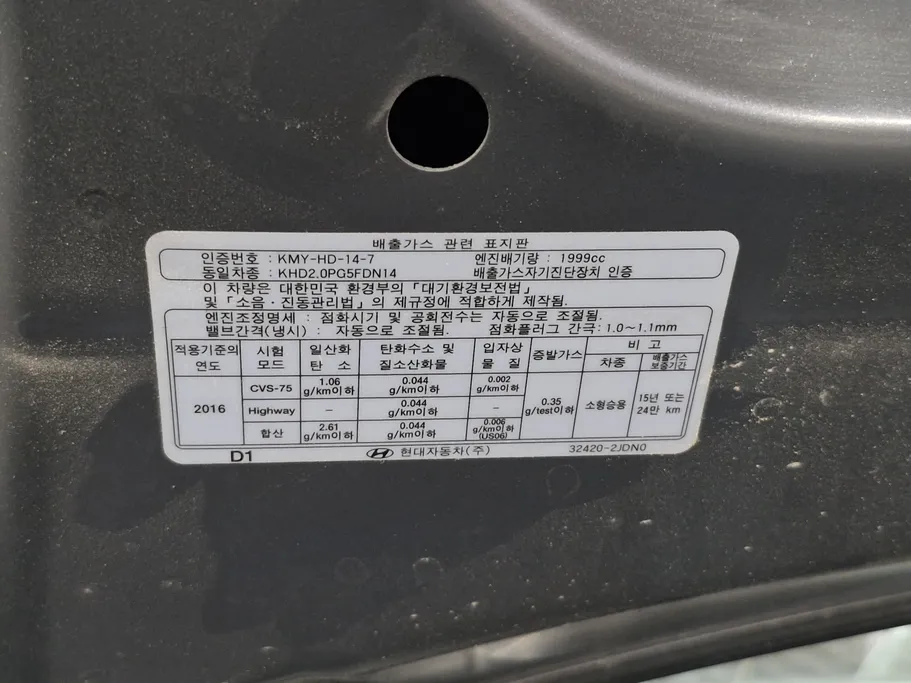 배출가스 관련 표지판
인증번호 : KMY-HD-14-7 엔진배기량 : 1999cc
동일차종 : KHD2.0PG5FDN14 배출가스자기진단장치 인증
이 차량은 대한민국 환경부의 「대기환경보전법」
및 「소음·진동관리법」의 제규정에 적합하게 제작됨.
엔진조정명세 : 점화시기 및 공회전수는 자동으로 조절됨.
밸브간격(냉시) : 자동으로 조절됨. 점화플러그 간극: 1.0~1.1mm
적용기준의 연도 시험 모드 일산화 탄소 탄화수소 및 질소산화물 입자상 물질 증발가스 비고
차종 배출가스 보증기간
2016 CVS-75 1.06 g/km이하 0.044 g/km이하 0.002 g/km이하 0.35 g/test이하 소형승용 15년 또는 24만 km
Highway - 0.044 g/km이하 -
합산 2.61 g/km이하 0.044 g/km이하 0.006 g/km이하 (US06)
D1 현대자동차(주) 32420-2JDN0